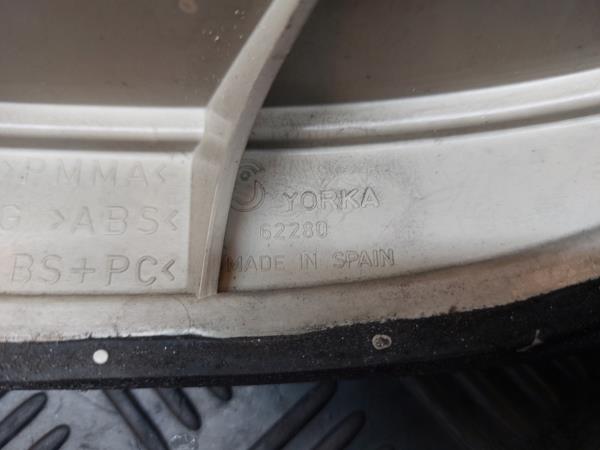 >PMMA<
G >ABS<
BS+PC<
YORKA
62280
MADE IN SPAIN